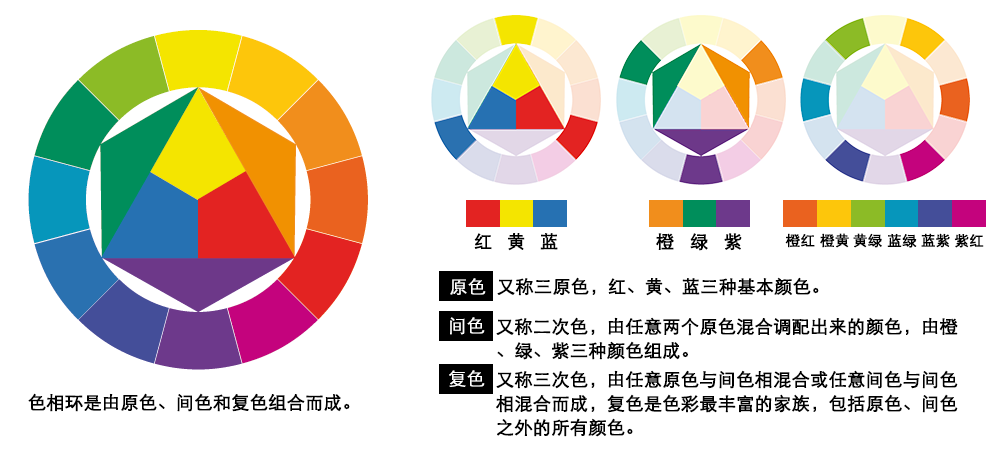 红 黄 蓝
橙 绿 紫
橙红 橙黄 黄绿 蓝绿 蓝紫 紫红
原色 又称三原色，红、黄、蓝三种基本颜色。
间色 又称二次色，由任意两个原色混合调配出来的颜色，由橙
、绿、紫三种颜色组成。
复色 又称三次色，由任意原色与间色相混合或任意间色与间色
相混合而成，复色是色彩最丰富的家族，包括原色、间色
之外的所有颜色。
色相环是由原色、间色和复色组合而成。